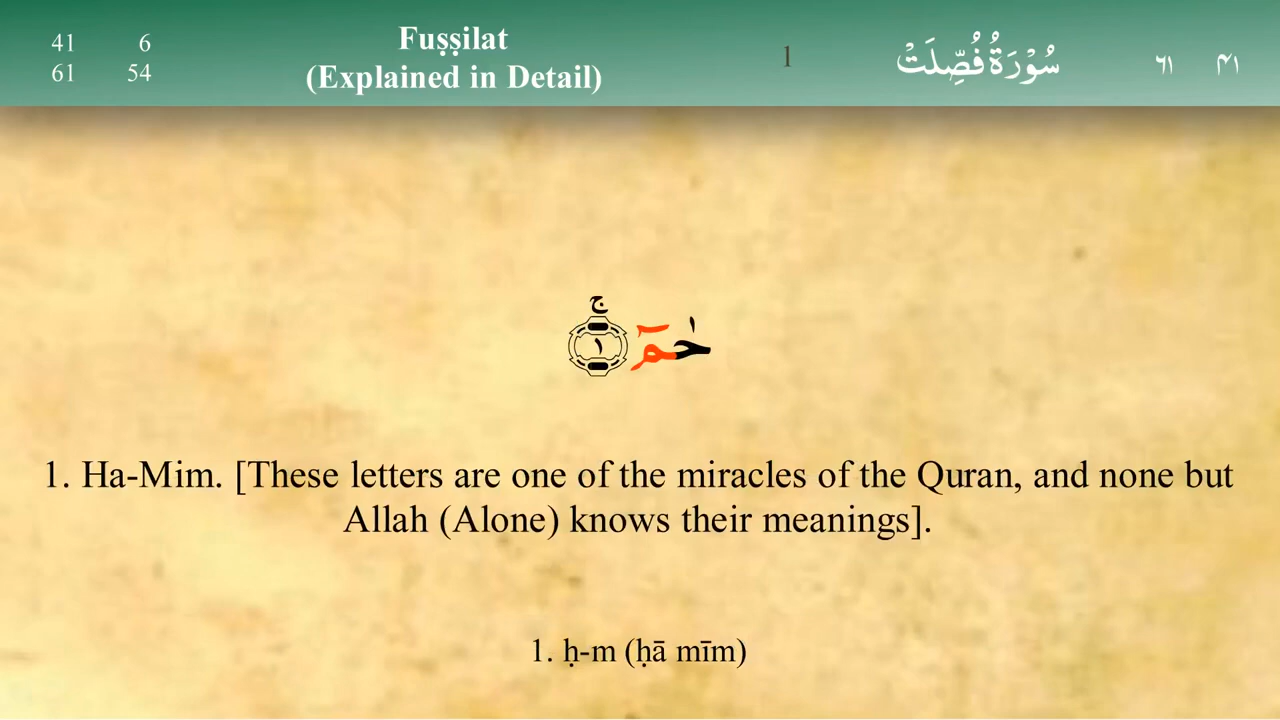 41 6
61 54
Fuṣṣilat
(Explained in Detail)
1
سُوْرَةُ فُصِّلَتْ
٦١ ٤١
حٰمٓ ۚ ١
1. Ha-Mim. [These letters are one of the miracles of the Quran, and none but
Allah (Alone) knows their meanings].
1. ḥ-m (ḥā mīm)